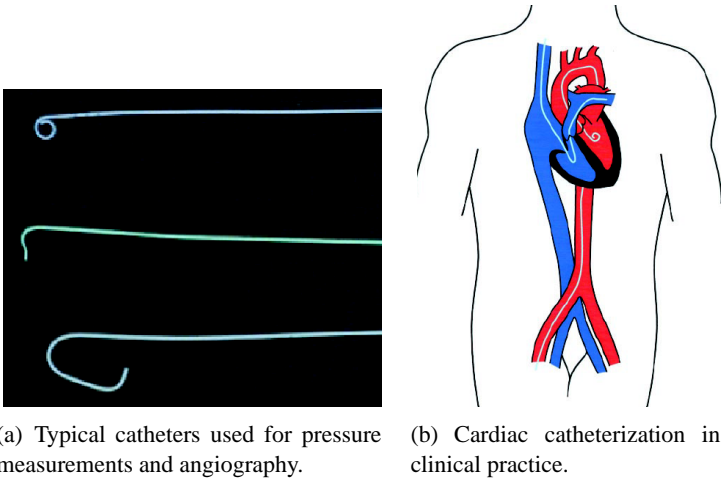 (a) Typical catheters used for pressure
measurements and angiography.
(b) Cardiac catheterization in
clinical practice.